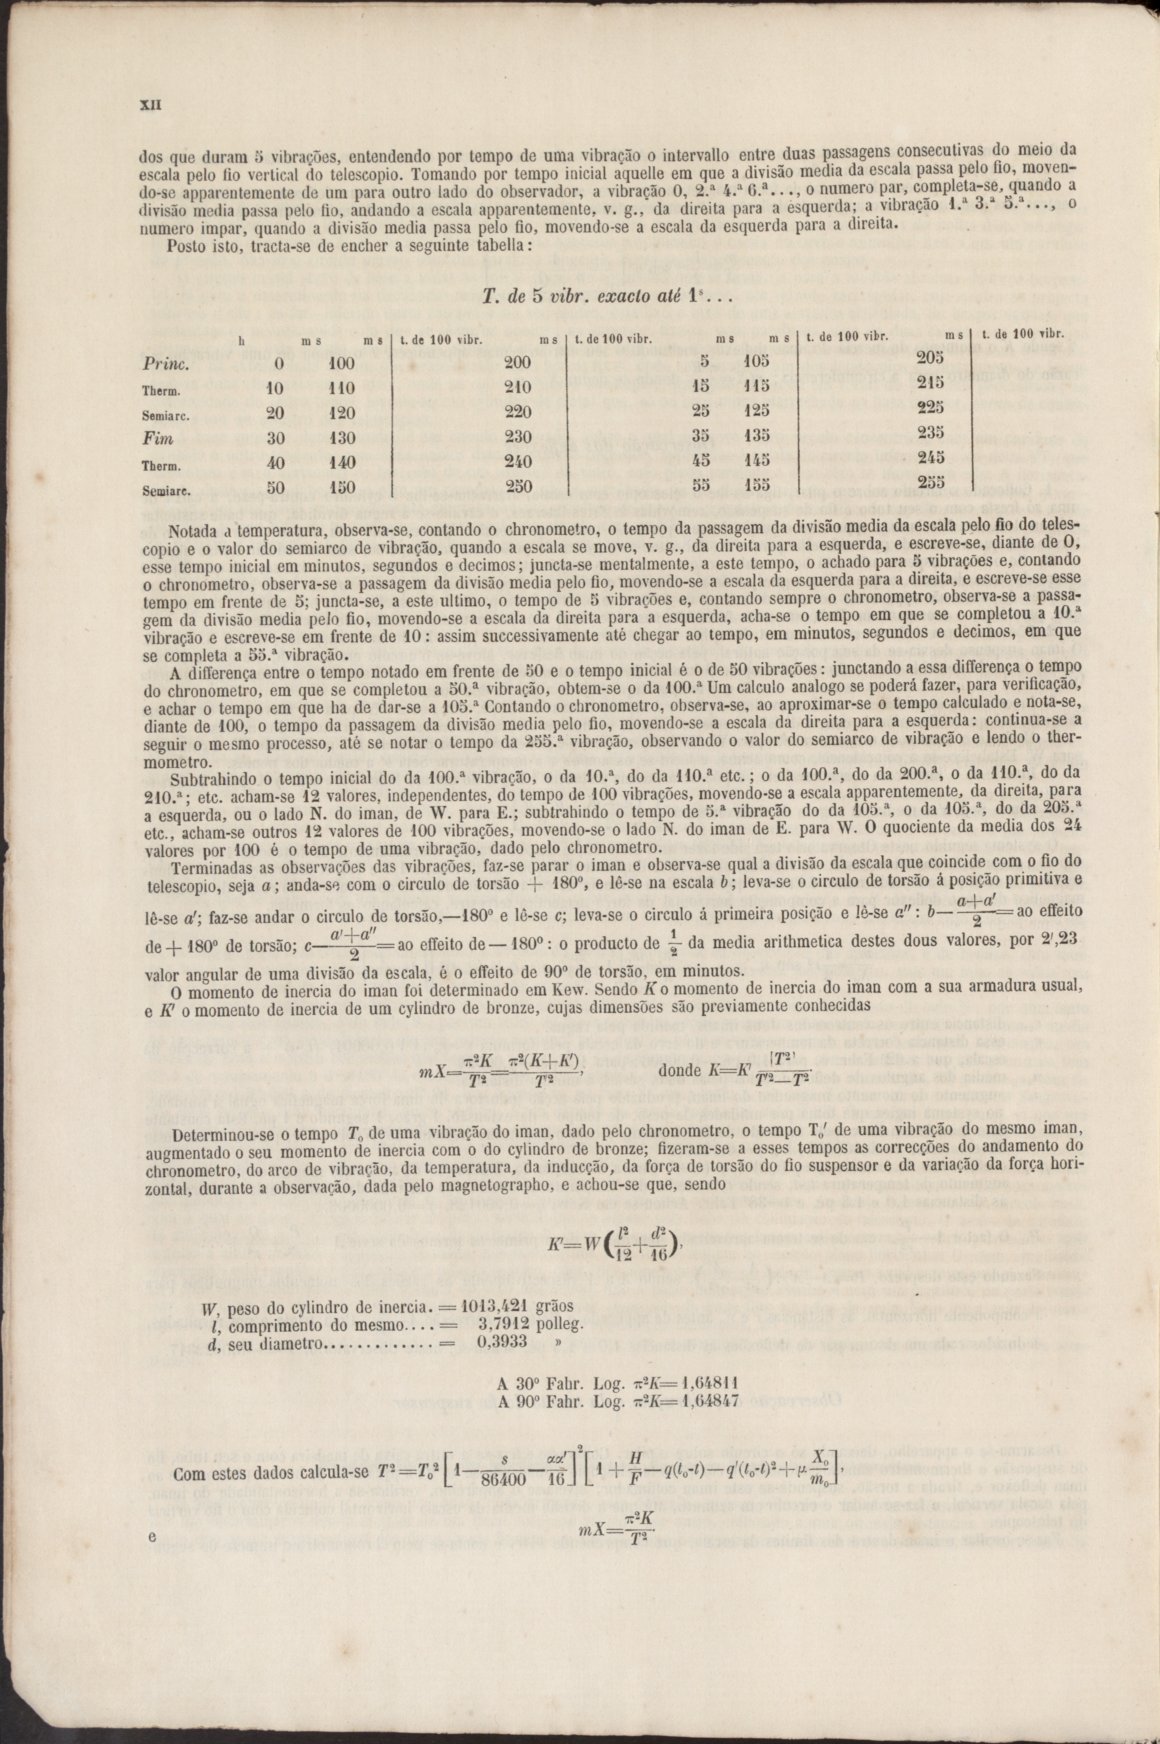 XII
dos que duram 5 vibrações, entendendo por tempo de uma vibração o intervallo entre duas passagens consecutivas do meio da
escala pelo fio vertical do telescopio. Tomando por tempo inicial aquelle em que a divisão media da escala passa pelo fio, moven-
do-se apparentemente de um para outro lado do observador, a vibração 0, 2.ª 4.ª 6.ª..., o numero par, completa-se, quando a
divisão media passa pelo fio, andando a escala apparentemente, v. g., da direita para a esquerda; a vibração 1.ª 3.ª 5.ª..., o
numero impar, quando a divisão media passa pelo fio, movendo-se a escala da esquerda para a direita.
Posto isto, tracta-se de encher a seguinte tabella:
T. de 5 vibr. exacto até 1ˢ...
h m s m s t. de 100 vibr. m s t. de 100 vibr. m s m s t. de 100 vibr. m s t. de 100 vibr.
Princ. 0 100 200 5 105 205
Therm. 10 110 210 15 115 215
Semiarc. 20 120 220 25 125 225
Fim 30 130 230 35 135 235
Therm. 40 140 240 45 145 245
Semiarc. 50 150 250 55 155 255
Notada a temperatura, observa-se, contando o chronometro, o tempo da passagem da divisão media da escala pelo fio do teles-
copio e o valor do semiarco de vibração, quando a escala se move, v. g., da direita para a esquerda, e escreve-se, diante de 0,
esse tempo inicial em minutos, segundos e decimos; juncta-se mentalmente, a este tempo, o achado para 5 vibrações e, contando
o chronometro, observa-se a passagem da divisão media pelo fio, movendo-se a escala da esquerda para a direita, e escreve-se esse
tempo em frente de 5; juncta-se, a este ultimo, o tempo de 5 vibrações e, contando sempre o chronometro, observa-se a passa-
gem da divisão media pelo fio, movendo-se a escala da direita para a esquerda, acha-se o tempo em que se completou a 10.ª
vibração e escreve-se em frente de 10: assim successivamente até chegar ao tempo, em minutos, segundos e decimos, em que
se completa a 55.ª vibração.
A differença entre o tempo notado em frente de 50 e o tempo inicial é o de 50 vibrações: junctando a essa differença o tempo
do chronometro, em que se completou a 50.ª vibração, obtem-se o da 100.ª Um calculo analogo se poderá fazer, para verificação,
e achar o tempo em que ha de dar-se a 105.ª Contando o chronometro, observa-se, ao aproximar-se o tempo calculado e nota-se,
diante de 100, o tempo da passagem da divisão media pelo fio, movendo-se a escala da direita para a esquerda: continua-se a
seguir o mesmo processo, até se notar o tempo da 255.ª vibração, observando o valor do semiarco de vibração e lendo o ther-
mometro.
Subtrahindo o tempo inicial do da 100.ª vibração, o da 10.ª, do da 110.ª etc.; o da 100.ª, do da 200.ª, o da 110.ª, do da
210.ª; etc. acham-se 12 valores, independentes, do tempo de 100 vibrações, movendo-se a escala apparentemente, da direita, para
a esquerda, ou o lado N. do iman, de W. para E.; subtrahindo o tempo de 5.ª vibração do da 105.ª, o da 105.ª, do da 205.ª
etc., acham-se outros 12 valores de 100 vibrações, movendo-se o lado N. do iman de E. para W. O quociente da media dos 24
valores por 100 é o tempo de uma vibração, dado pelo chronometro.
Terminadas as observações das vibrações, faz-se parar o iman e observa-se qual a divisão da escala que coincide com o fio do
telescopio, seja a; anda-se com o circulo de torsão + 180º, e lê-se na escala b; leva-se o circulo de torsão á posição primitiva e
lê-se a′; faz-se andar o circulo de torsão,—180º e lê-se c; leva-se o circulo á primeira posição e lê-se a″: b—(a+a′)/2=ao effeito
de + 180º de torsão; c—(a′+a″)/2=ao effeito de — 180º: o producto de 1/2 da media arithmetica destes dous valores, por 2′,23
valor angular de uma divisão da escala, é o effeito de 90º de torsão, em minutos.
O momento de inercia do iman foi determinado em Kew. Sendo K o momento de inercia do iman com a sua armadura usual,
e K′ o momento de inercia de um cylindro de bronze, cujas dimensões são previamente conhecidas
mX=π²K/T²=π²(K+K′)/T′², donde K=K′ T²/(T′²—T²).
Determinou-se o tempo T₀ de uma vibração do iman, dado pelo chronometro, o tempo T₀′ de uma vibração do mesmo iman,
augmentado o seu momento de inercia com o do cylindro de bronze; fizeram-se a esses tempos as correcções do andamento do
chronometro, do arco de vibração, da temperatura, da inducção, da força de torsão do fio suspensor e da variação da força hori-
zontal, durante a observação, dada pelo magnetographo, e achou-se que, sendo
K′=W(l²/12+d²/16),
W, peso do cylindro de inercia. = 1013,421 grãos
l, comprimento do mesmo.... = 3,7912 polleg.
d, seu diametro............. = 0,3933 »
A 30º Fahr. Log. π²K=1,64811
A 90º Fahr. Log. π²K=1,64847
Com estes dados calcula-se T²=T₀²[1—s/86400—αα′/16]²[1+H/F—q(t₀-t)—q′(t₀-t)²+μX₀/m₀],
e mX=π²K/T².